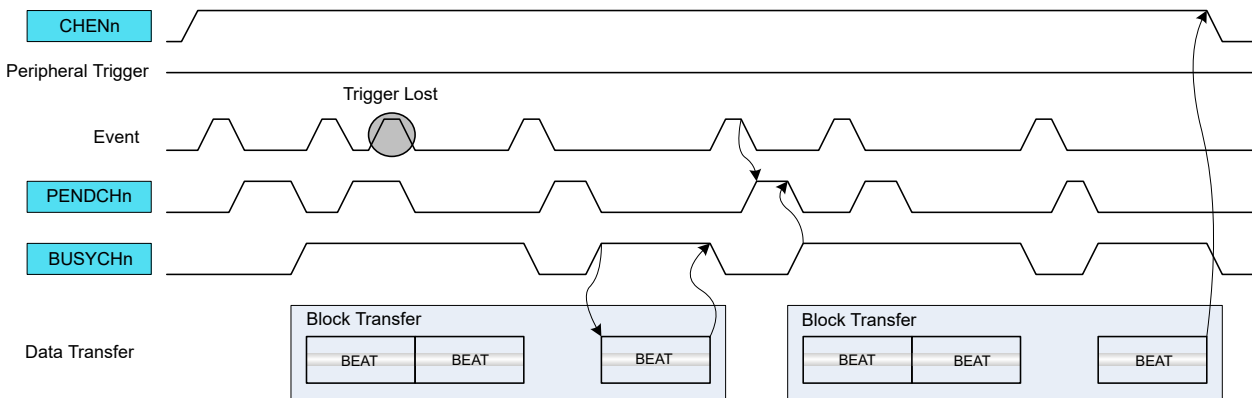 CHENn
Peripheral Trigger
Trigger Lost
Event
PENDCHn
BUSYCHn
Data Transfer
Block Transfer
BEAT
BEAT
BEAT
Block Transfer
BEAT
BEAT
BEAT